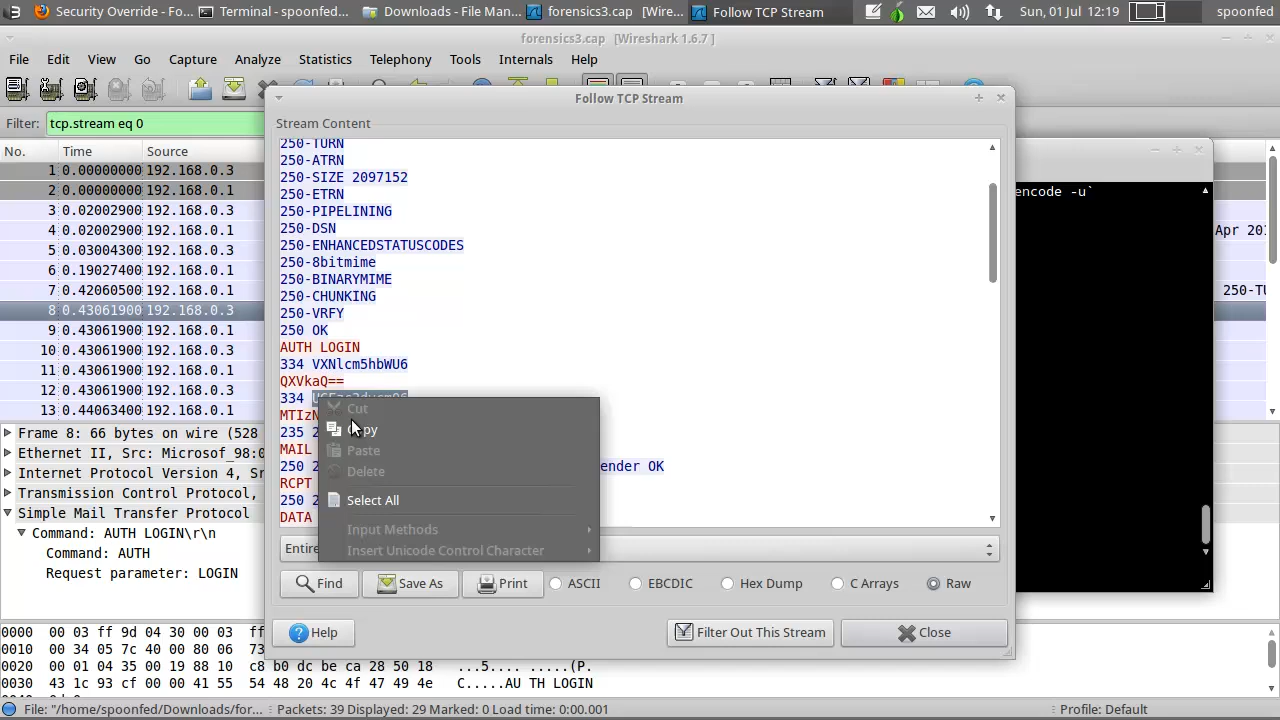 Security Override - Fo... Terminal - spoonfed... Downloads - File Man... forensics3.cap [Wire... Follow TCP Stream Sun, 01 Jul 12:19 spoonfed
forensics3.cap [Wireshark 1.6.7 ]
File Edit View Go Capture Analyze Statistics Telephony Tools Internals Help
Follow TCP Stream
Filter: tcp.stream eq 0
Stream Content
No. Time Source
1 0.00000000 192.168.0.3
2 0.00000000 192.168.0.1
3 0.02002900 192.168.0.3
4 0.02002900 192.168.0.1
5 0.03004300 192.168.0.3
6 0.19027400 192.168.0.1
7 0.42060500 192.168.0.1
8 0.43061900 192.168.0.3
9 0.43061900 192.168.0.1
10 0.43061900 192.168.0.3
11 0.43061900 192.168.0.1
12 0.43061900 192.168.0.3
13 0.44063400 192.168.0.1
250-TURN
250-ATRN
250-SIZE 2097152
250-ETRN
250-PIPELINING
250-DSN
250-ENHANCEDSTATUSCODES
250-8bitmime
250-BINARYMIME
250-CHUNKING
250-VRFY
250 OK
AUTH LOGIN
334 VXNlcm5hbWU6
QXVkaQ==
334
MTIzN
235 2
MAIL
250 2 ender OK
RCPT
250 2
DATA
encode -u`
Apr 201
250-TU
Cut
Copy
Paste
Delete
Select All
Input Methods
Insert Unicode Control Character
Entire
Find Save As Print ASCII EBCDIC Hex Dump C Arrays Raw
Help Filter Out This Stream Close
Frame 8: 66 bytes on wire (528
Ethernet II, Src: Microsof_98:0
Internet Protocol Version 4, S
Transmission Control Protocol,
Simple Mail Transfer Protocol
Command: AUTH LOGIN\r\n
Command: AUTH
Request parameter: LOGIN
0000 00 03 ff 9d 04 30 00 03 ff
0010 00 34 05 7c 40 00 80 06 73
0020 00 01 04 35 00 19 88 10 c8 b0 dc be ca 28 50 18 ...5.... .....(P.
0030 43 1c 93 cf 00 00 41 55 54 48 20 4c 4f 47 49 4e C.....AU TH LOGIN
File: "/home/spoonfed/Downloads/for... Packets: 39 Displayed: 29 Marked: 0 Load time: 0:00.001 Profile: Default